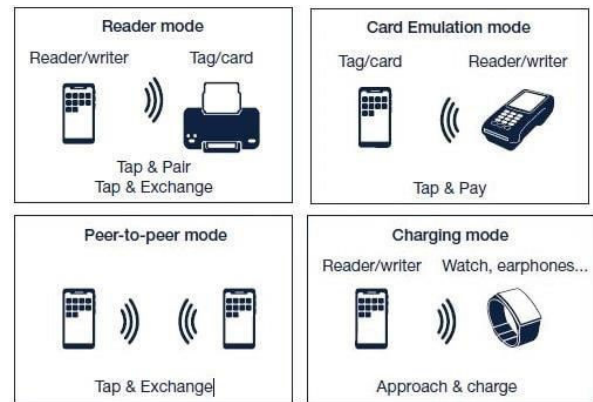 Reader mode
Reader/writer Tag/card
Tap & Pair
Tap & Exchange
Card Emulation mode
Tag/card Reader/writer
Tap & Pay
Peer-to-peer mode
Tap & Exchange
Charging mode
Reader/writer Watch, earphones...
Approach & charge